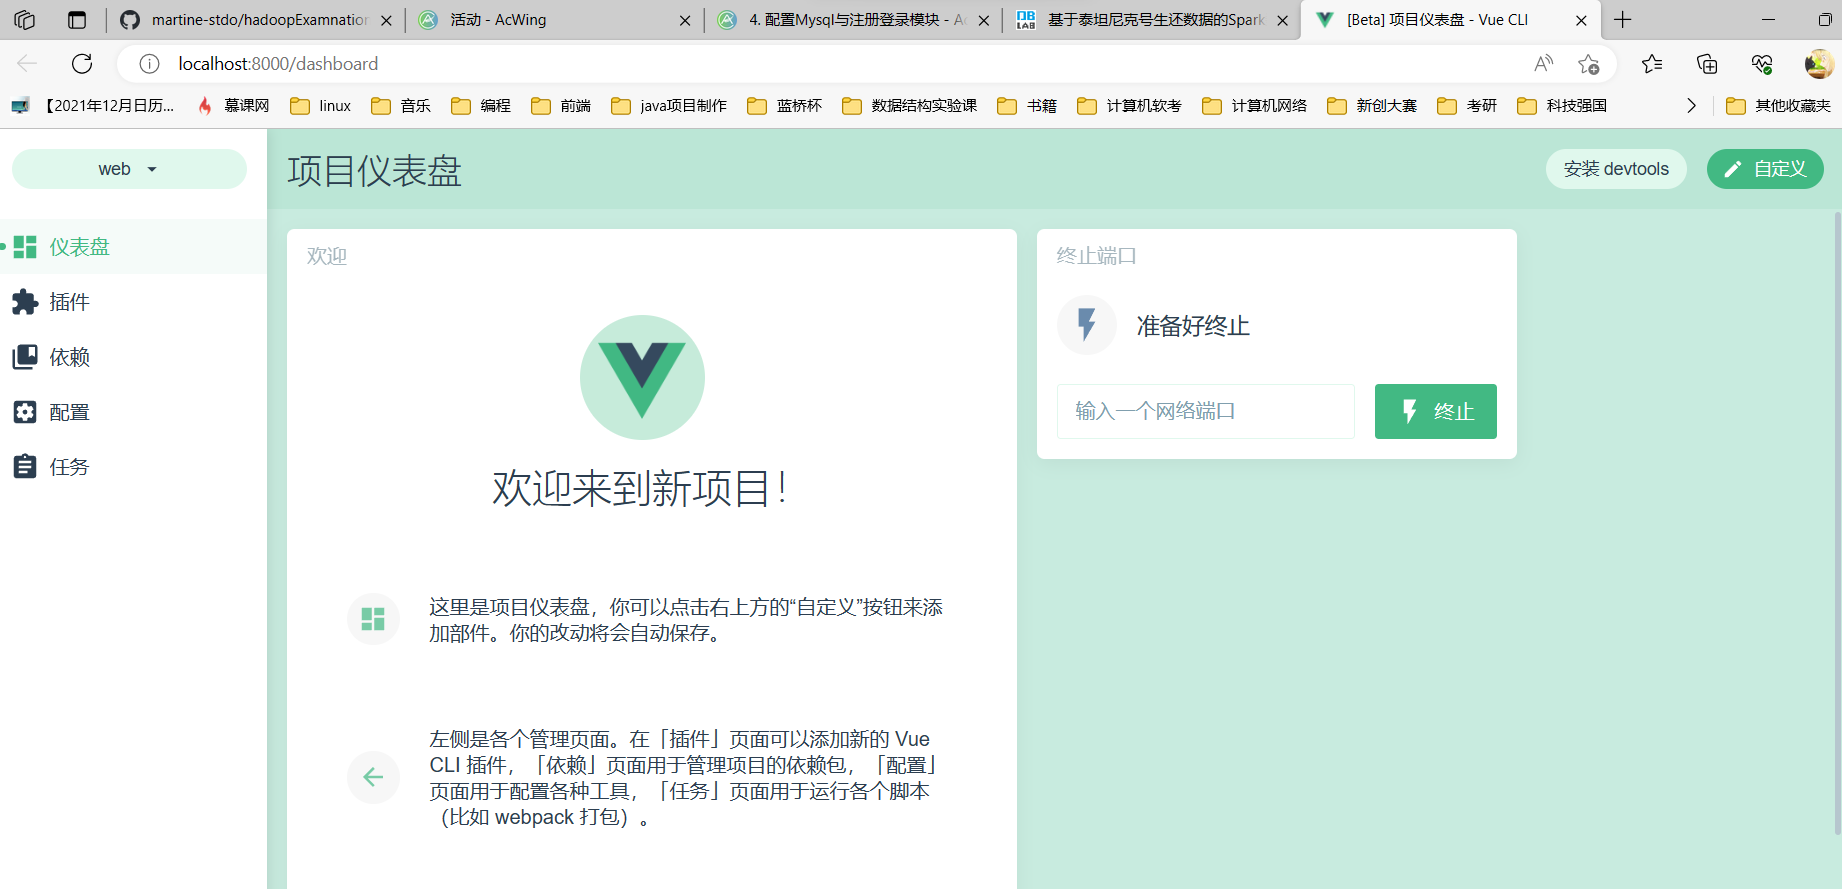 martine-stdo/hadoopExamnation
活动 - AcWing
4. 配置Mysql与注册登录模块 - Ac
基于泰坦尼克号生还数据的Spark
[Beta] 项目仪表盘 - Vue CLI
localhost:8000/dashboard
【2021年12月日历...
慕课网
linux
音乐
编程
前端
java项目制作
蓝桥杯
数据结构实验课
书籍
计算机软考
计算机网络
新创大赛
考研
科技强国
其他收藏夹
web
项目仪表盘
安装 devtools
自定义
仪表盘
插件
依赖
配置
任务
欢迎
欢迎来到新项目！
这里是项目仪表盘，你可以点击右上方的“自定义”按钮来添
加部件。你的改动将会自动保存。
左侧是各个管理页面。在「插件」页面可以添加新的 Vue
CLI 插件，「依赖」页面用于管理项目的依赖包，「配置」
页面用于配置各种工具，「任务」页面用于运行各个脚本
（比如 webpack 打包）。
终止端口
准备好终止
输入一个网络端口
终止